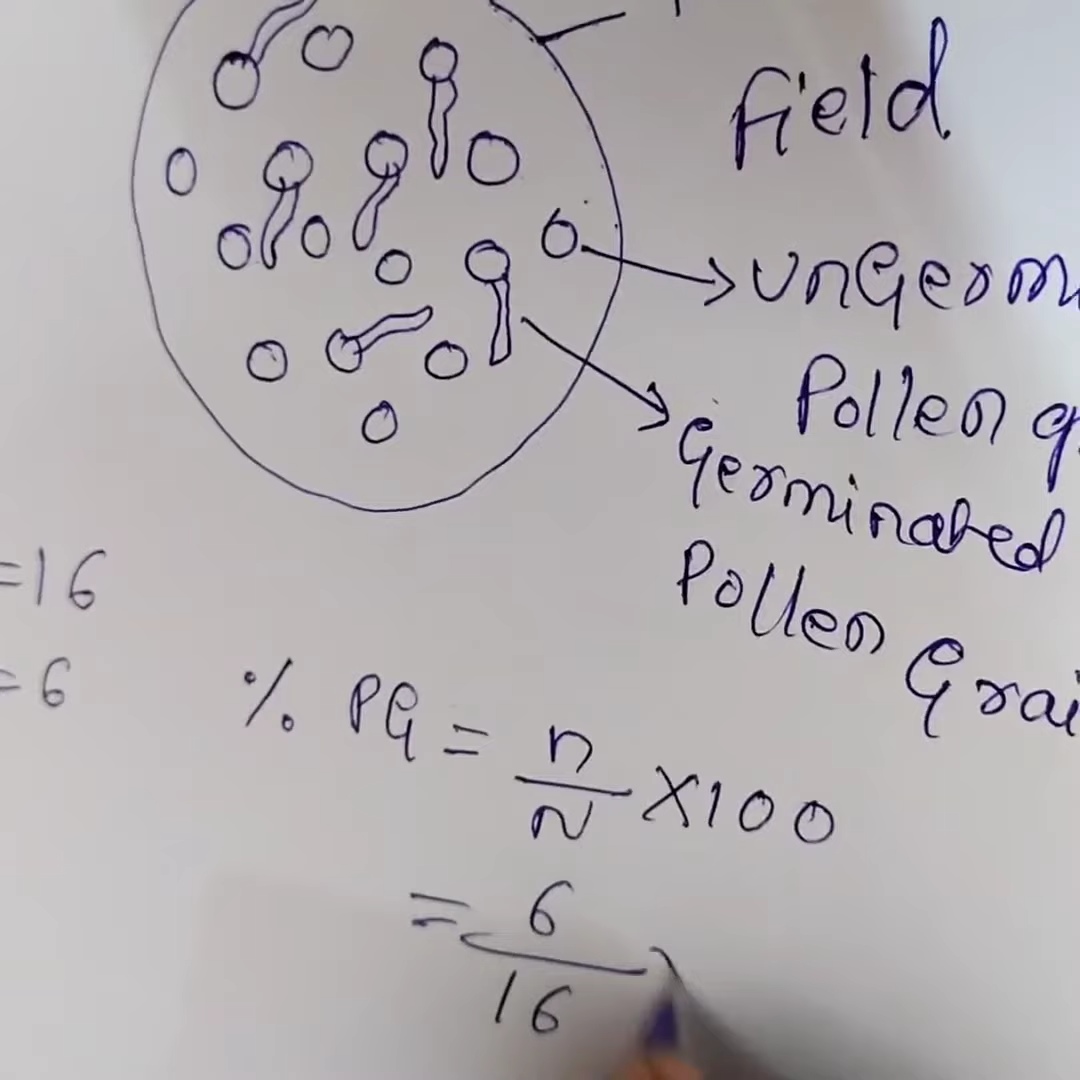 Field
UnGerm
Pollen g
Germinated
Pollen Grai
=16
=6
% PG = n/N X100
= 6/16